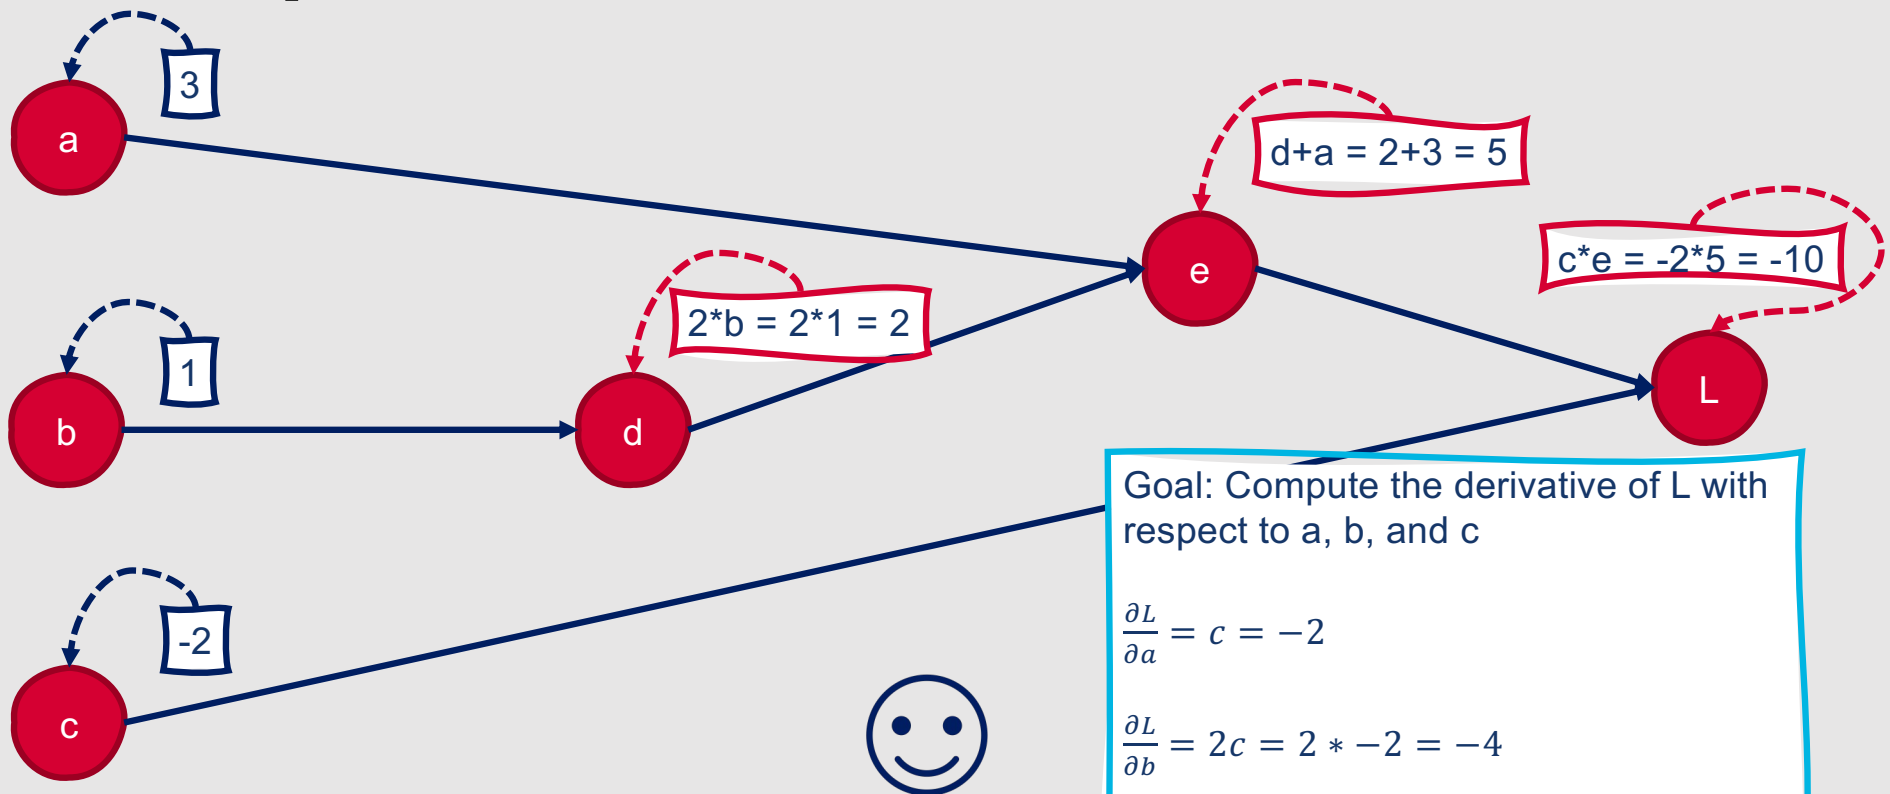 3
a
d+a = 2+3 = 5
e
c*e = -2*5 = -10
L
2*b = 2*1 = 2
1
b
d
-2
c
Goal: Compute the derivative of L with
respect to a, b, and c
∂L/∂a = c = −2
∂L/∂b = 2c = 2 ∗ −2 = −4